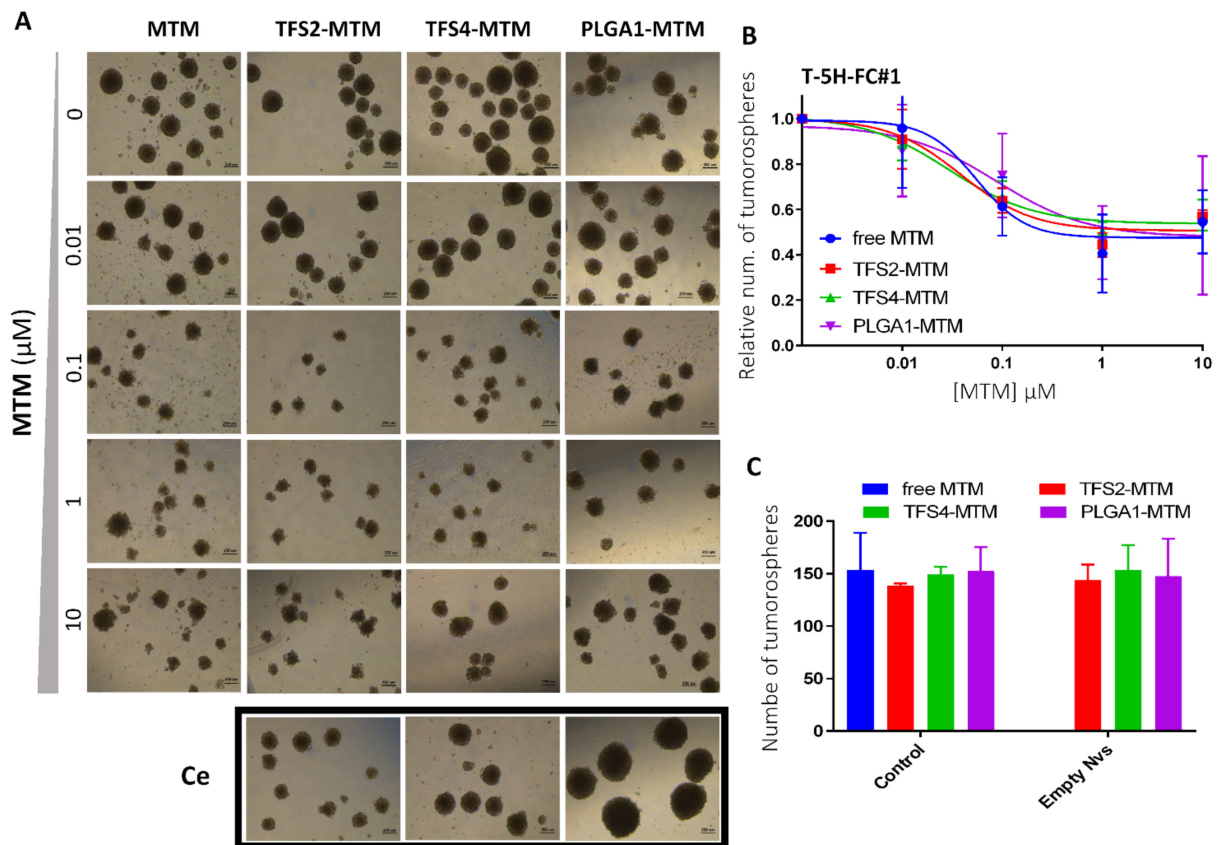 A
MTM TFS2-MTM TFS4-MTM PLGA1-MTM
MTM (µM)
0
0.01
0.1
1
10
Ce
B
T-5H-FC#1
Relative num. of tumorospheres
1.0
0.8
0.6
0.4
0.2
0.0
free MTM
TFS2-MTM
TFS4-MTM
PLGA1-MTM
0.01 0.1 1 10
[MTM] µM
C
free MTM TFS2-MTM
TFS4-MTM PLGA1-MTM
Numbe of tumorospheres
200
150
100
50
0
Control Empty Nvs